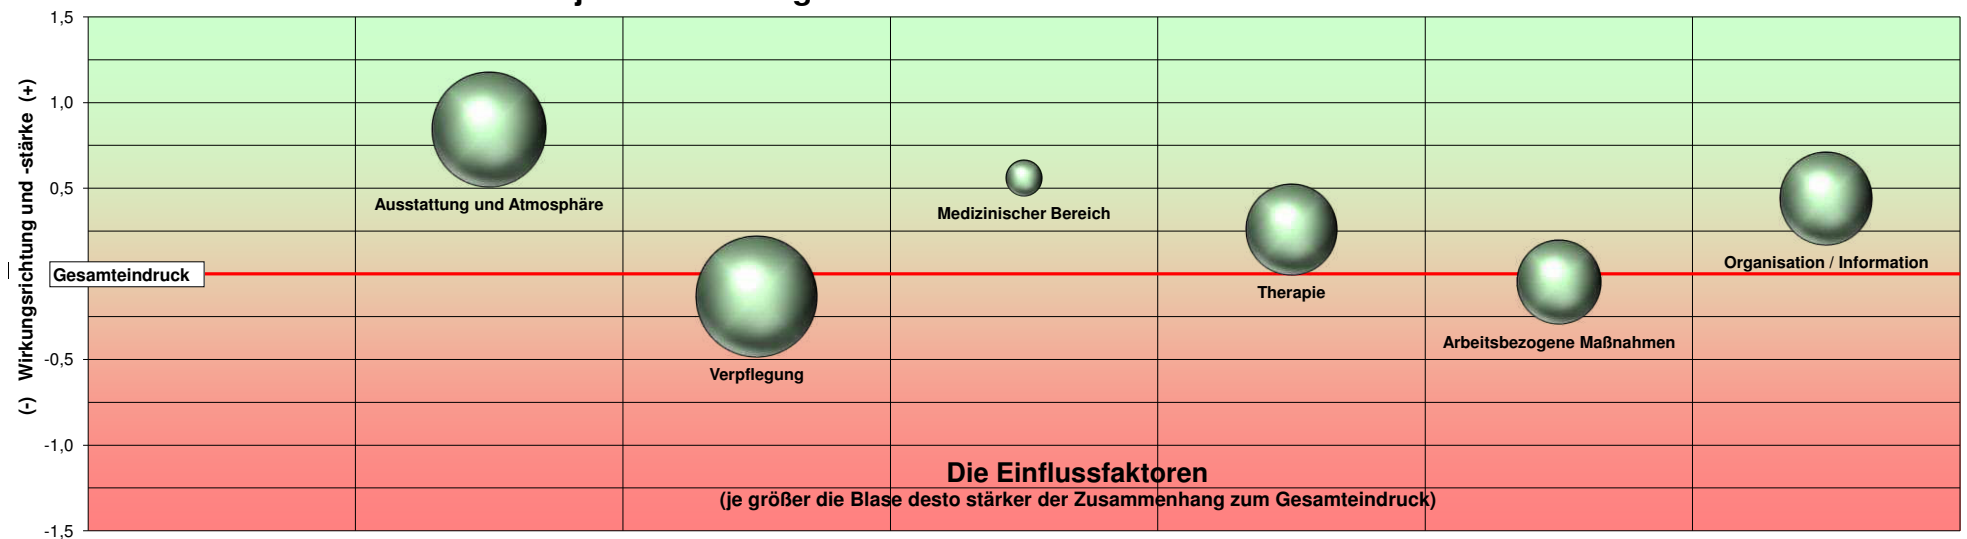 1,5
1,0
0,5
-0,5
-1,0
-1,5
(-) Wirkungsrichtung und -stärke (+)
Gesamteindruck
Ausstattung und Atmosphäre
Verpflegung
Medizinischer Bereich
Therapie
Arbeitsbezogene Maßnahmen
Organisation / Information
Die Einflussfaktoren
(je größer die Blase desto stärker der Zusammenhang zum Gesamteindruck)